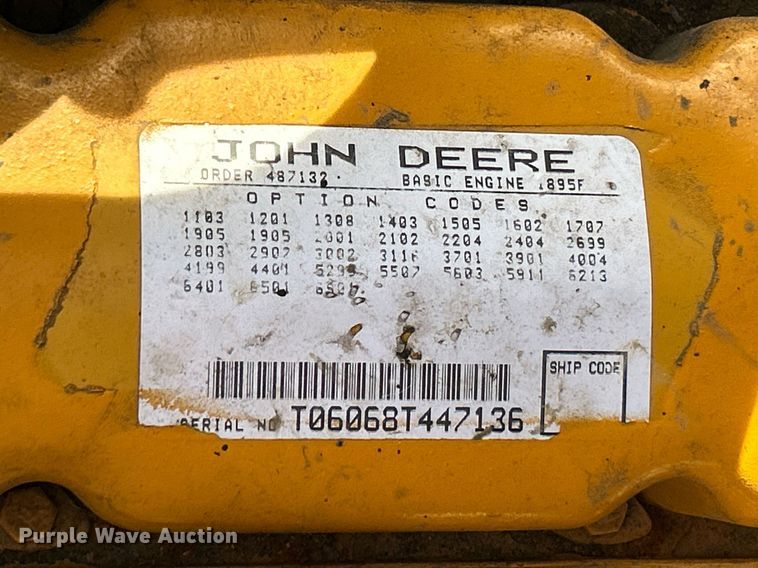 JOHN DEERE
ORDER 487132 BASIC ENGINE 1895F
OPTION CODES
1103 1201 1308 1403 1505 1602 1707
1905 1905 2001 2102 2204 2404 2699
2803 2907 3002 3116 3701 3901 4004
4199 4401 5299 5507 5603 5911 6213
6401 6501
SHIP CODE
SERIAL NO T06068T447136
Purple Wave Auction